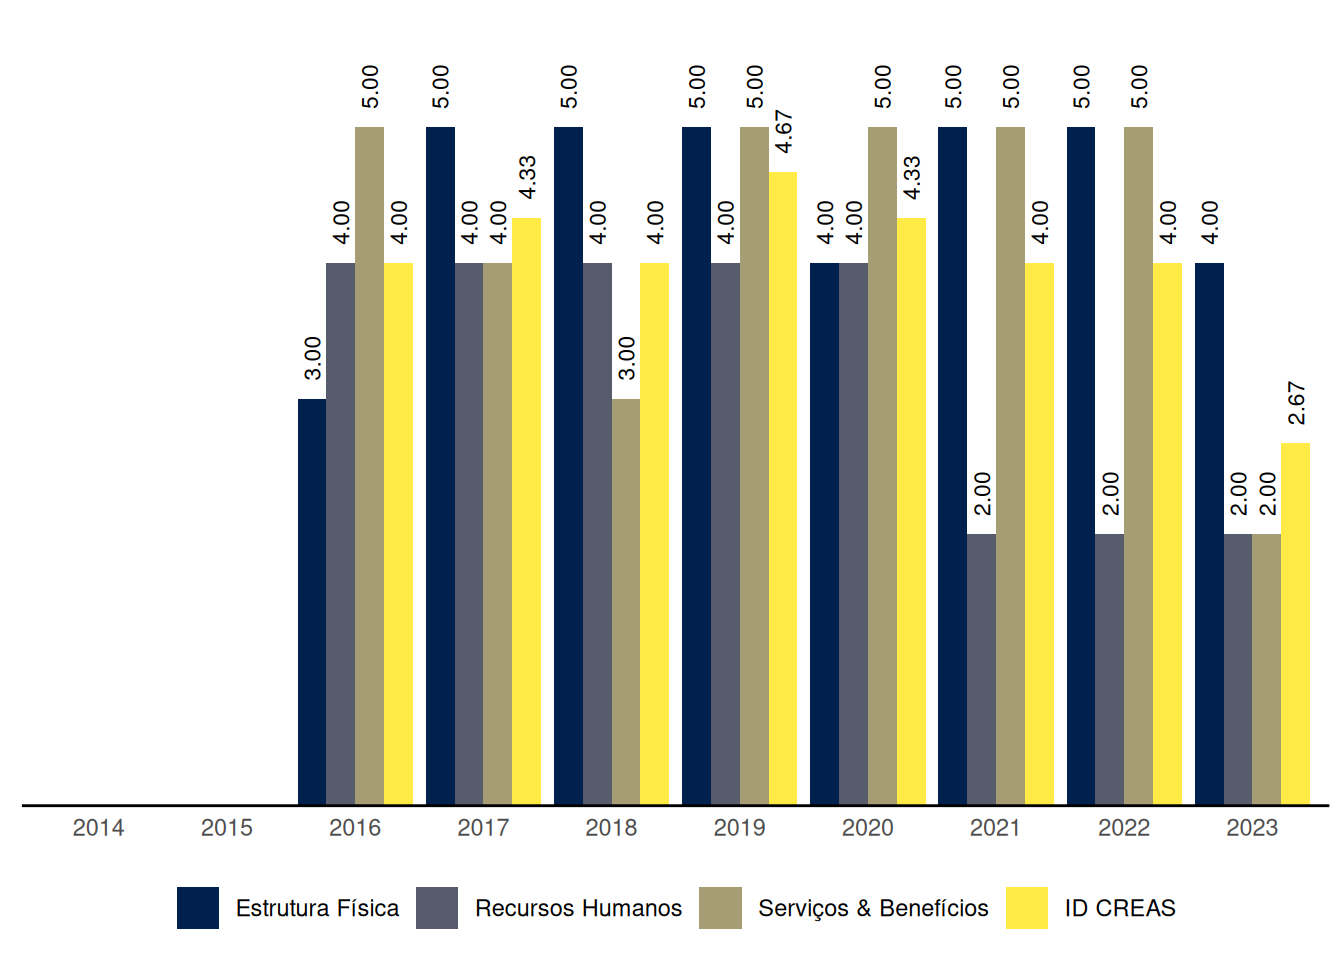 5.00 5.00 5.00 5.00 5.00 5.00 5.00 5.00 5.00
4.67
4.33 4.33
4.00 4.00 4.00 4.00 4.00 4.00 4.00 4.00 4.00 4.00 4.00 4.00 4.00
3.00 3.00
2.67
2.00 2.00 2.00 2.00
2014 2015 2016 2017 2018 2019 2020 2021 2022 2023
Estrutura Física Recursos Humanos Serviços & Benefícios ID CREAS